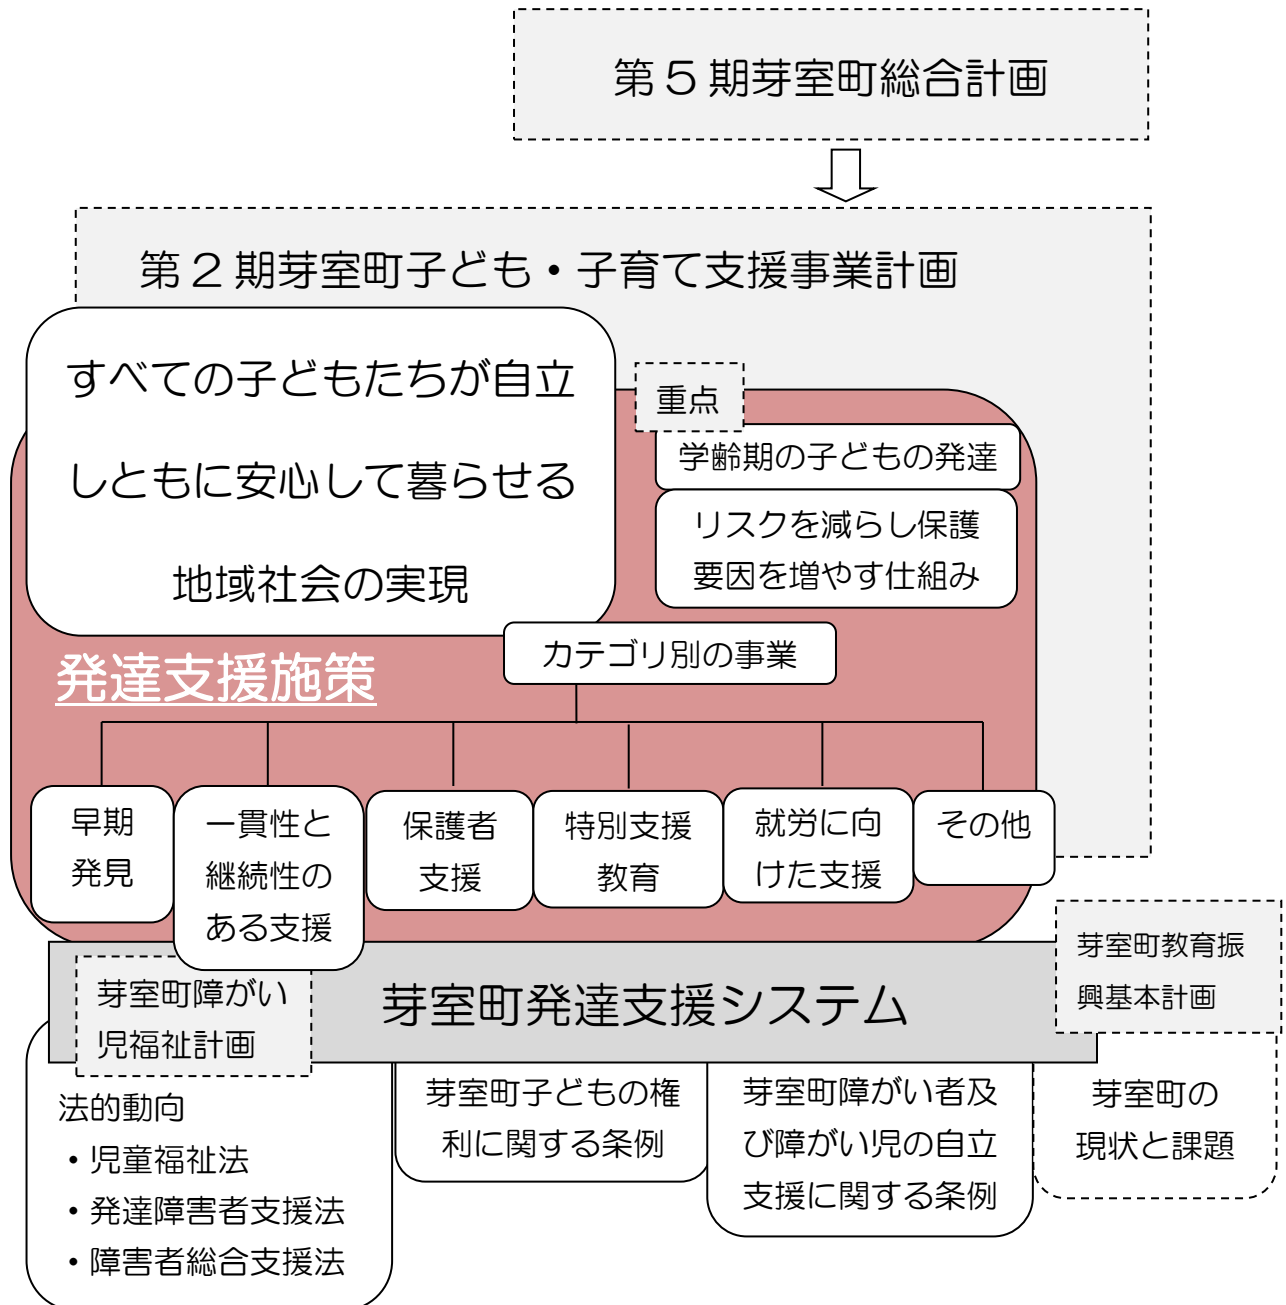 第５期芽室町総合計画
第２期芽室町子ども・子育て支援事業計画
すべての子どもたちが自立
しともに安心して暮らせる
地域社会の実現
重点
学齢期の子どもの発達
リスクを減らし保護
要因を増やす仕組み
発達支援施策
カテゴリ別の事業
早期
発見
一貫性と
継続性の
ある支援
保護者
支援
特別支援
教育
就労に向
けた支援
その他
芽室町教育振
興基本計画
芽室町障がい
児福祉計画
芽室町発達支援システム
法的動向
・児童福祉法
・発達障害者支援法
・障害者総合支援法
芽室町子どもの権
利に関する条例
芽室町障がい者及
び障がい児の自立
支援に関する条例
芽室町の
現状と課題